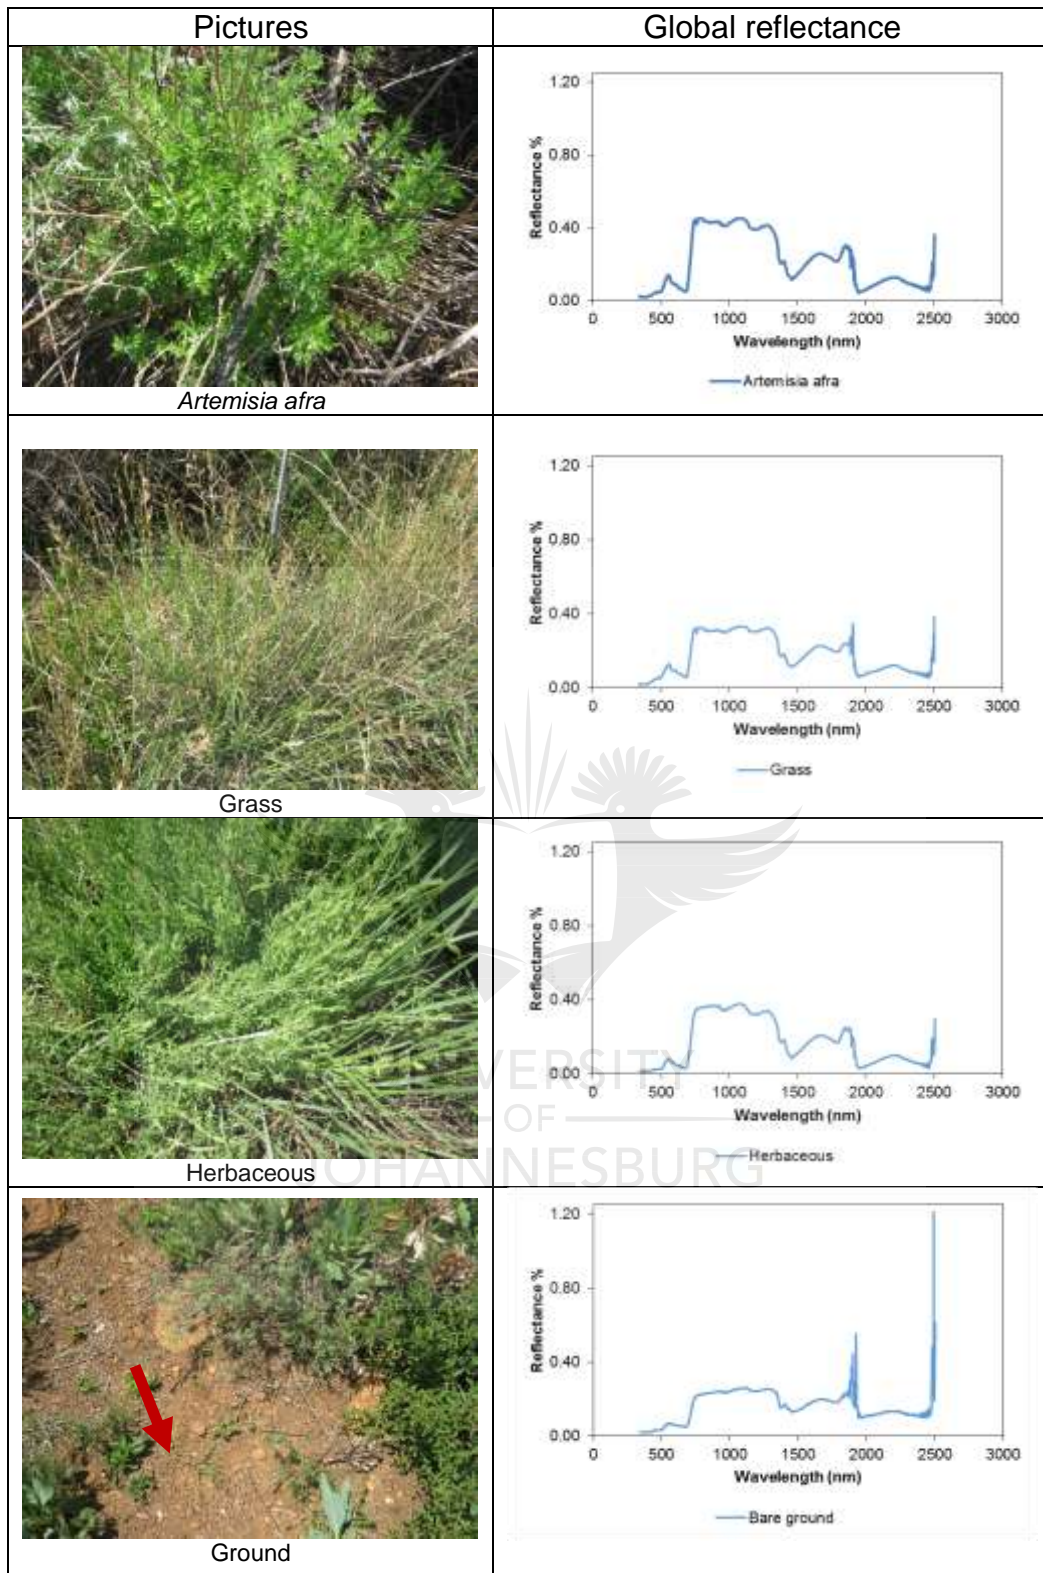 Pictures
Global reflectance
1.20
0.80
0.40
0.00
Reflectance %
0 500 1000 1500 2000 2500 3000
Wavelength (nm)
Artemisia afra
Artemisia afra
1.20
0.80
0.40
0.00
Reflectance %
0 500 1000 1500 2000 2500 3000
Wavelength (nm)
Grass
Grass
1.20
0.80
0.40
0.00
Reflectance %
0 500 1000 1500 2000 2500 3000
Wavelength (nm)
Herbaceous
Herbaceous
UNIVERSITY
OF
JOHANNESBURG
1.20
0.80
0.40
0.00
Reflectance %
0 500 1000 1500 2000 2500 3000
Wavelength (nm)
Bare ground
Ground